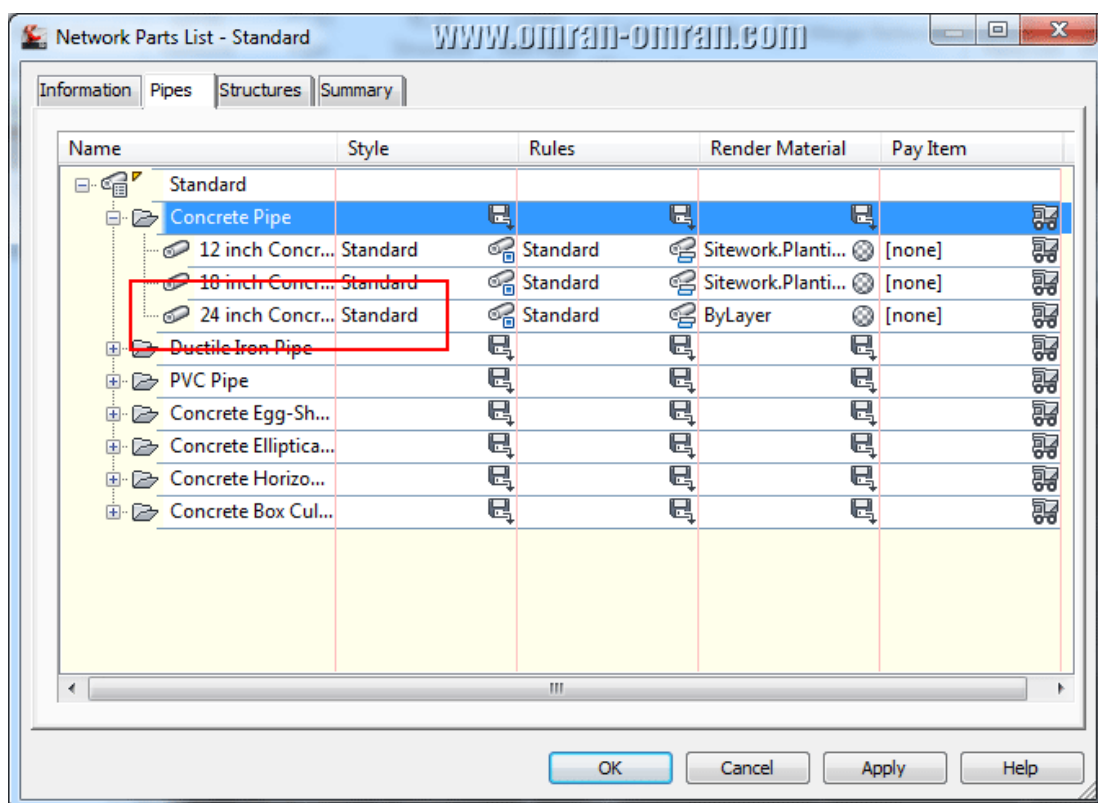 Network Parts List - Standard
www.omran-omran.com
Information Pipes Structures Summary
Name Style Rules Render Material Pay Item
Standard
Concrete Pipe
12 inch Concr... Standard Standard Sitework.Planti... [none]
18 inch Concr... Standard Standard Sitework.Planti... [none]
24 inch Concr... Standard Standard ByLayer [none]
Ductile Iron Pipe
PVC Pipe
Concrete Egg-Sh...
Concrete Elliptica...
Concrete Horizo...
Concrete Box Cul...
OK Cancel Apply Help